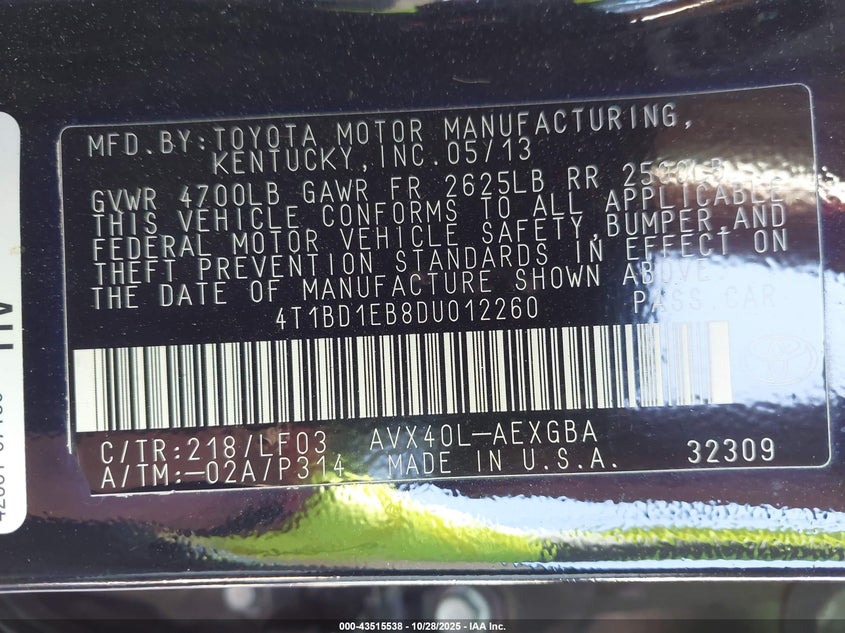 MFD. BY: TOYOTA MOTOR MANUFACTURING,
KENTUCKY, INC. 05/13
GVWR 4700LB GAWR FR 2625LB RR
THIS VEHICLE CONFORMS TO ALL APPLICABLE
FEDERAL MOTOR VEHICLE SAFETY, BUMPER, AND
THEFT PREVENTION STANDARDS IN EFFECT ON
THE DATE OF MANUFACTURE SHOWN ABOVE.
4T1BD1EB8DU012260 PASS. CAR
C/TR: 218/LF03 AVX40L-AEXGBA
A/TM: -02A/P314 MADE IN U.S.A. 32309
000-43515538 - 10/28/2025 - IAA Inc.